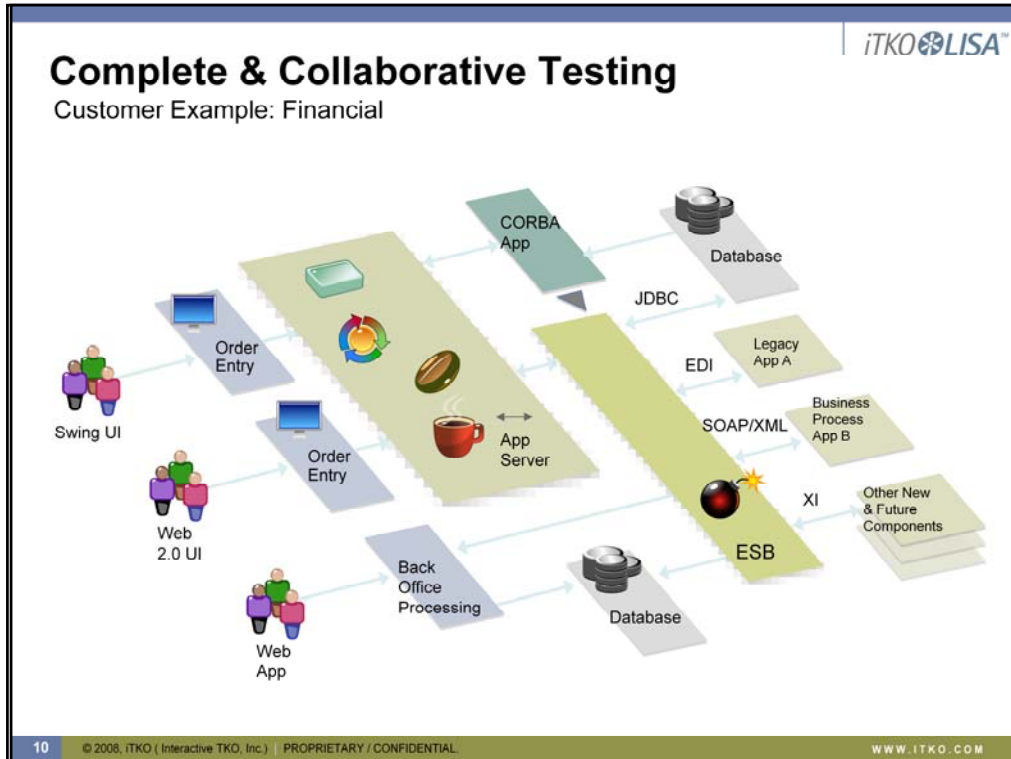 iTKO LISA™
Complete & Collaborative Testing
Customer Example: Financial
CORBA
App
Database
JDBC
Order
Entry
Legacy
App A
EDI
Swing UI
Business
Process
App B
SOAP/XML
App
Server
Order
Entry
Other New
& Future
Components
XI
Web
2.0 UI
ESB
Back
Office
Processing
Database
Web
App
10 © 2008, iTKO ( Interactive TKO, Inc.) | PROPRIETARY / CONFIDENTIAL. WWW.ITKO.COM